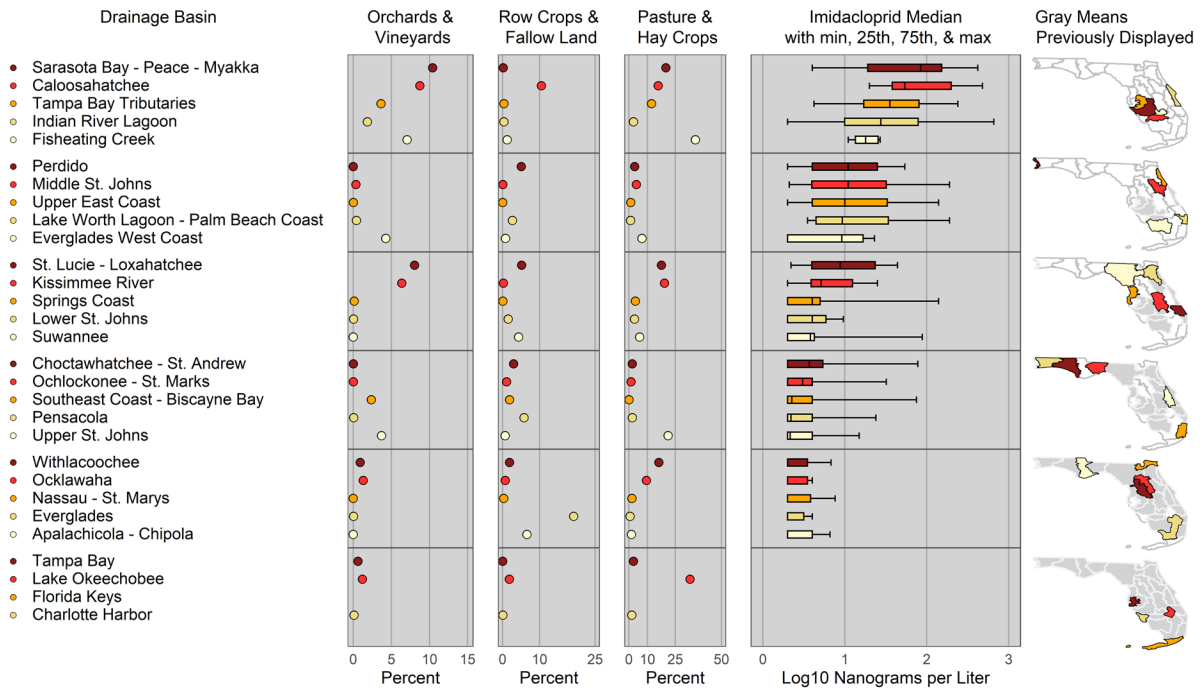 Drainage Basin
Orchards &
Vineyards
Row Crops &
Fallow Land
Pasture &
Hay Crops
Imidacloprid Median
with min, 25th, 75th, & max
Gray Means
Previously Displayed
Sarasota Bay - Peace - Myakka
Caloosahatchee
Tampa Bay Tributaries
Indian River Lagoon
Fisheating Creek
Perdido
Middle St. Johns
Upper East Coast
Lake Worth Lagoon - Palm Beach Coast
Everglades West Coast
St. Lucie - Loxahatchee
Kissimmee River
Springs Coast
Lower St. Johns
Suwannee
Choctawhatchee - St. Andrew
Ochlockonee - St. Marks
Southeast Coast - Biscayne Bay
Pensacola
Upper St. Johns
Withlacoochee
Ocklawaha
Nassau - St. Marys
Everglades
Apalachicola - Chipola
Tampa Bay
Lake Okeechobee
Florida Keys
Charlotte Harbor
0 5 10 15
0 10 25
0 10 25 50
0 1 2 3
Percent
Percent
Percent
Log10 Nanograms per Liter